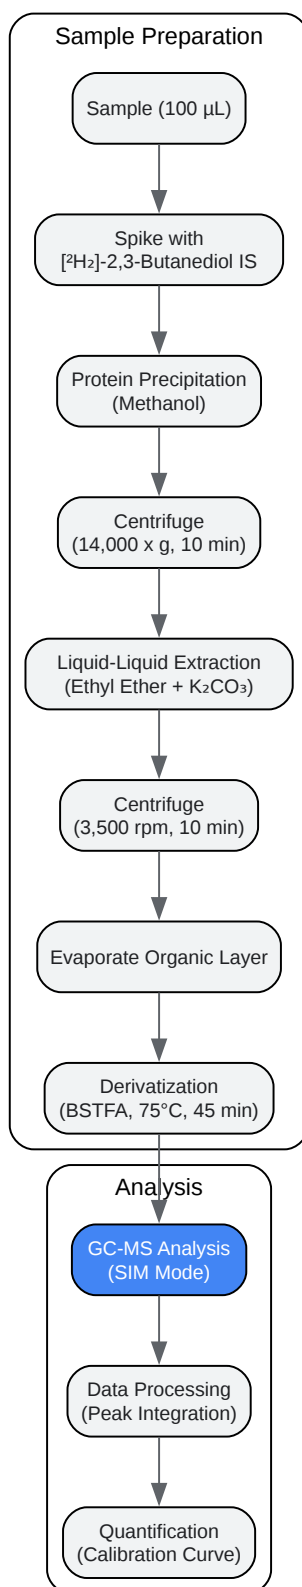 Sample Preparation
Sample (100 µL)
Spike with
[²H₂]-2,3-Butanediol IS
Protein Precipitation
(Methanol)
Centrifuge
(14,000 x g, 10 min)
Liquid-Liquid Extraction
(Ethyl Ether + K₂CO₃)
Centrifuge
(3,500 rpm, 10 min)
Evaporate Organic Layer
Derivatization
(BSTFA, 75°C, 45 min)
Analysis
GC-MS Analysis
(SIM Mode)
Data Processing
(Peak Integration)
Quantification
(Calibration Curve)